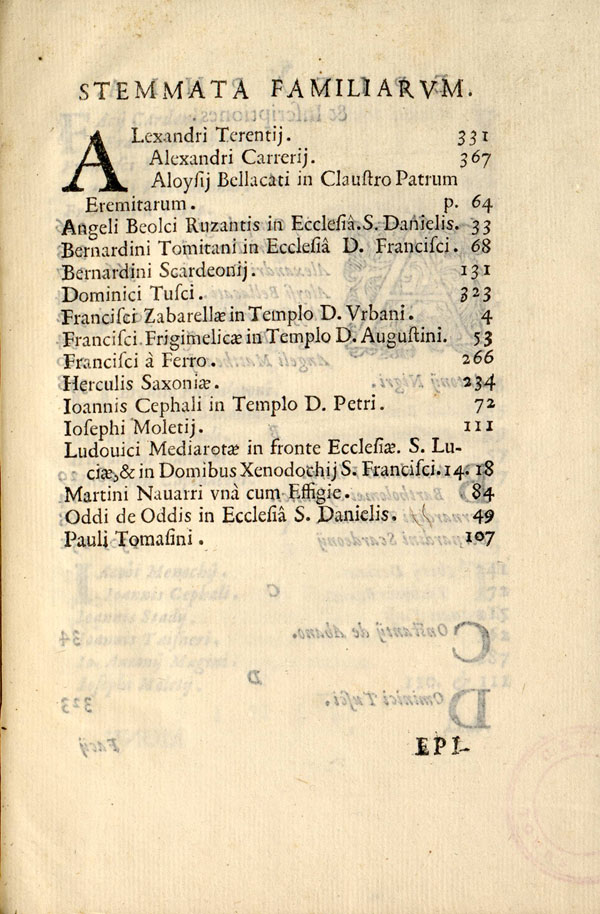 STEMMATA FAMILIARVM.
ALexandri Terentij. 331
Alexandri Carrerij. 367
Aloysij Bellacati in Clauſtro Patrum
Eremitarum. p. 64
Angeli Beolci Ruzantis in Eccleſiâ. S. Danielis. 33
Bernardini Tomitani in Eccleſiâ D. Franciſci. 68
Bernardini Scardeonij. 131
Dominici Tuſci. 323
Franciſci Zabarellæ in Templo D. Vrbani. 4
Franciſci Frigimelicæ in Templo D. Auguſtini. 53
Franciſci à Ferro. 266
Herculis Saxoniæ. 234
Ioannis Cephali in Templo D. Petri. 72
Ioſephi Moletij. 111
Ludouici Mediarotæ in fronte Eccleſiæ. S. Lu-
ciæ, & in Domibus Xenodochij S. Franciſci. 14. 18
Martini Nauarri vnà cum Effigie. 84
Oddi de Oddis in Eccleſiâ S. Danielis. 49
Pauli Tomaſini. 107
EPI-